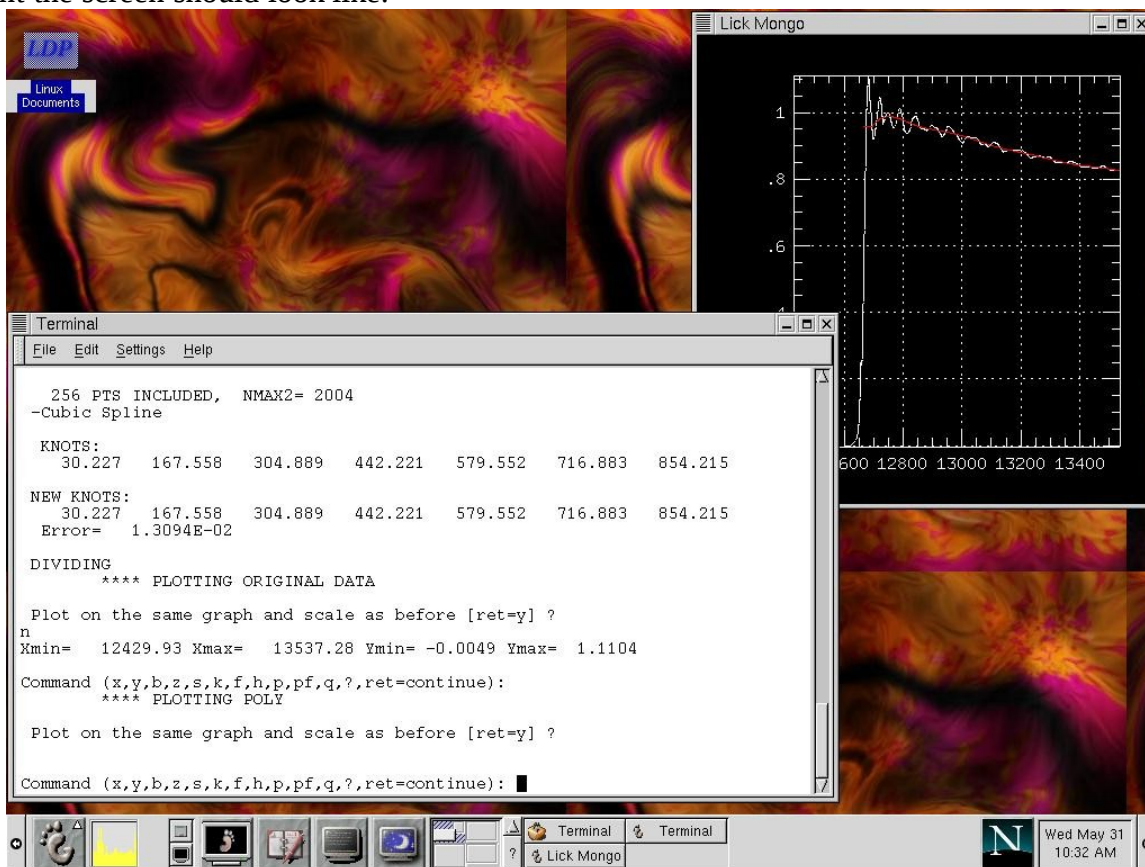 LDP
Linux
Documents
Lick Mongo
1
.8
.6
600 12800 13000 13200 13400
Terminal
File Edit Settings Help
256 PTS INCLUDED, NMAX2= 2004
-Cubic Spline
KNOTS:
30.227 167.558 304.889 442.221 579.552 716.883 854.215
NEW KNOTS:
30.227 167.558 304.889 442.221 579.552 716.883 854.215
Error= 1.3094E-02
DIVIDING
**** PLOTTING ORIGINAL DATA
Plot on the same graph and scale as before [ret=y] ?
n
Xmin= 12429.93 Xmax= 13537.28 Ymin= -0.0049 Ymax= 1.1104
Command (x,y,b,z,s,k,f,h,p,pf,q,?,ret=continue):
**** PLOTTING POLY
Plot on the same graph and scale as before [ret=y] ?
Command (x,y,b,z,s,k,f,h,p,pf,q,?,ret=continue):
Terminal Terminal
? Lick Mongo
N
Wed May 31
10:32 AM